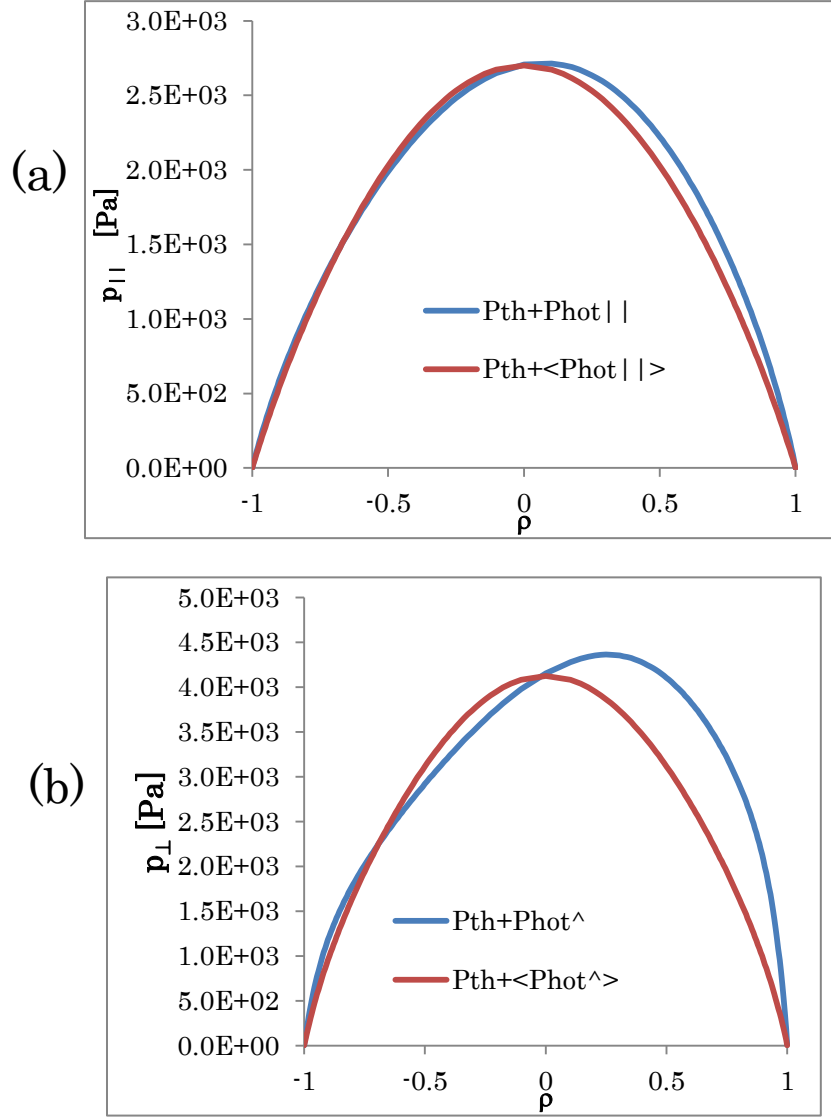 (a)
p|| [Pa]
3.0E+03
2.5E+03
2.0E+03
1.5E+03
1.0E+03
5.0E+02
0.0E+00
Pth+Phot||
Pth+<Phot||>
-1 -0.5 0 0.5 1
ρ
(b)
p⊥ [Pa]
5.0E+03
4.5E+03
4.0E+03
3.5E+03
3.0E+03
2.5E+03
2.0E+03
1.5E+03
1.0E+03
5.0E+02
0.0E+00
Pth+Phot^
Pth+<Phot^>
-1 -0.5 0 0.5 1
ρ